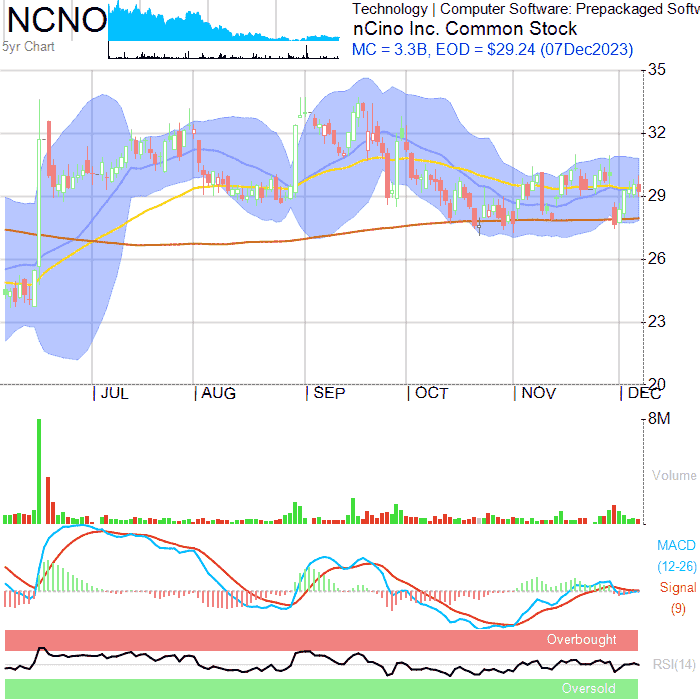 NCNO
5yr Chart
Technology | Computer Software: Prepackaged Softw
nCino Inc. Common Stock
MC = 3.3B, EOD = $29.24 (07Dec2023)
35
32
29
26
23
20
JUL AUG SEP OCT NOV DEC
8M
Volume
MACD
(12-26)
Signal
(9)
Overbought
RSI(14)
Oversold